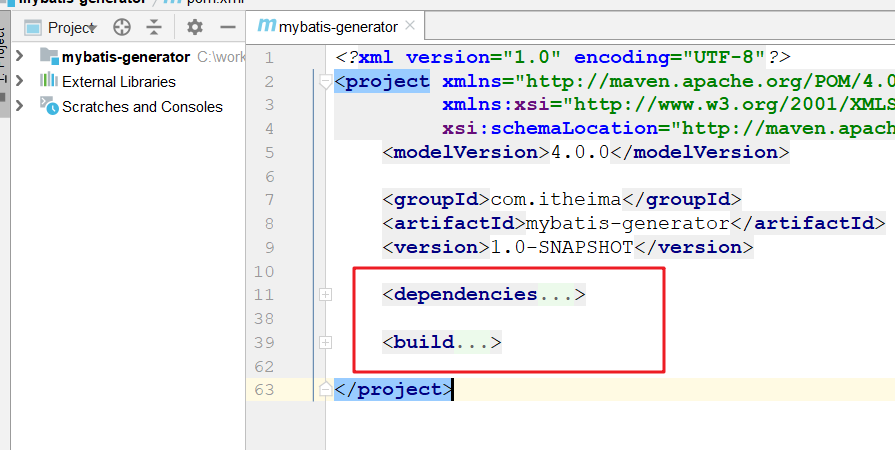 mybatis-generator pom.xml
Project
mybatis-generator C:\work
External Libraries
Scratches and Consoles
Project
mybatis-generator
1 <?xml version="1.0" encoding="UTF-8"?>
2 <project xmlns="http://maven.apache.org/POM/4.0
3 xmlns:xsi="http://www.w3.org/2001/XMLS
4 xsi:schemaLocation="http://maven.apach
5 <modelVersion>4.0.0</modelVersion>
6
7 <groupId>com.itheima</groupId>
8 <artifactId>mybatis-generator</artifactId>
9 <version>1.0-SNAPSHOT</version>
10
11 <dependencies...>
38
39 <build...>
62
63 </project>